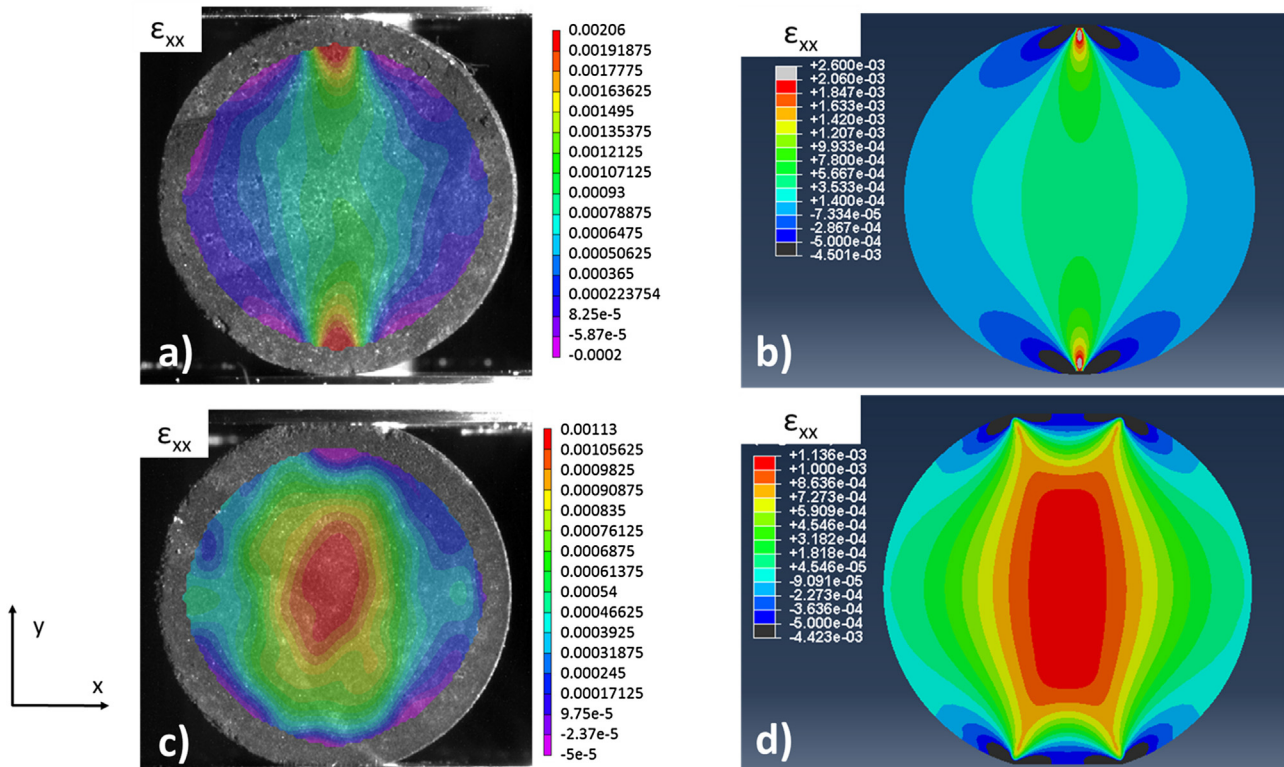 εxx
0.00206
0.00191875
0.0017775
0.00163625
0.001495
0.00135375
0.0012125
0.00107125
0.00093
0.00078875
0.0006475
0.00050625
0.000365
0.000223754
8.25e-5
-5.87e-5
-0.0002
a)
εxx
+2.600e-03
+2.060e-03
+1.847e-03
+1.633e-03
+1.420e-03
+1.207e-03
+9.933e-04
+7.800e-04
+5.667e-04
+3.533e-04
+1.400e-04
-7.334e-05
-2.867e-04
-5.000e-04
-4.501e-03
b)
εxx
0.00113
0.00105625
0.0009825
0.00090875
0.000835
0.00076125
0.0006875
0.00061375
0.00054
0.00046625
0.0003925
0.00031875
0.000245
0.00017125
9.75e-5
-2.37e-5
-5e-5
c)
y
x
εxx
+1.136e-03
+1.000e-03
+8.636e-04
+7.273e-04
+5.909e-04
+4.546e-04
+3.182e-04
+1.818e-04
+4.546e-05
-9.091e-05
-2.273e-04
-3.636e-04
-5.000e-04
-4.423e-03
d)